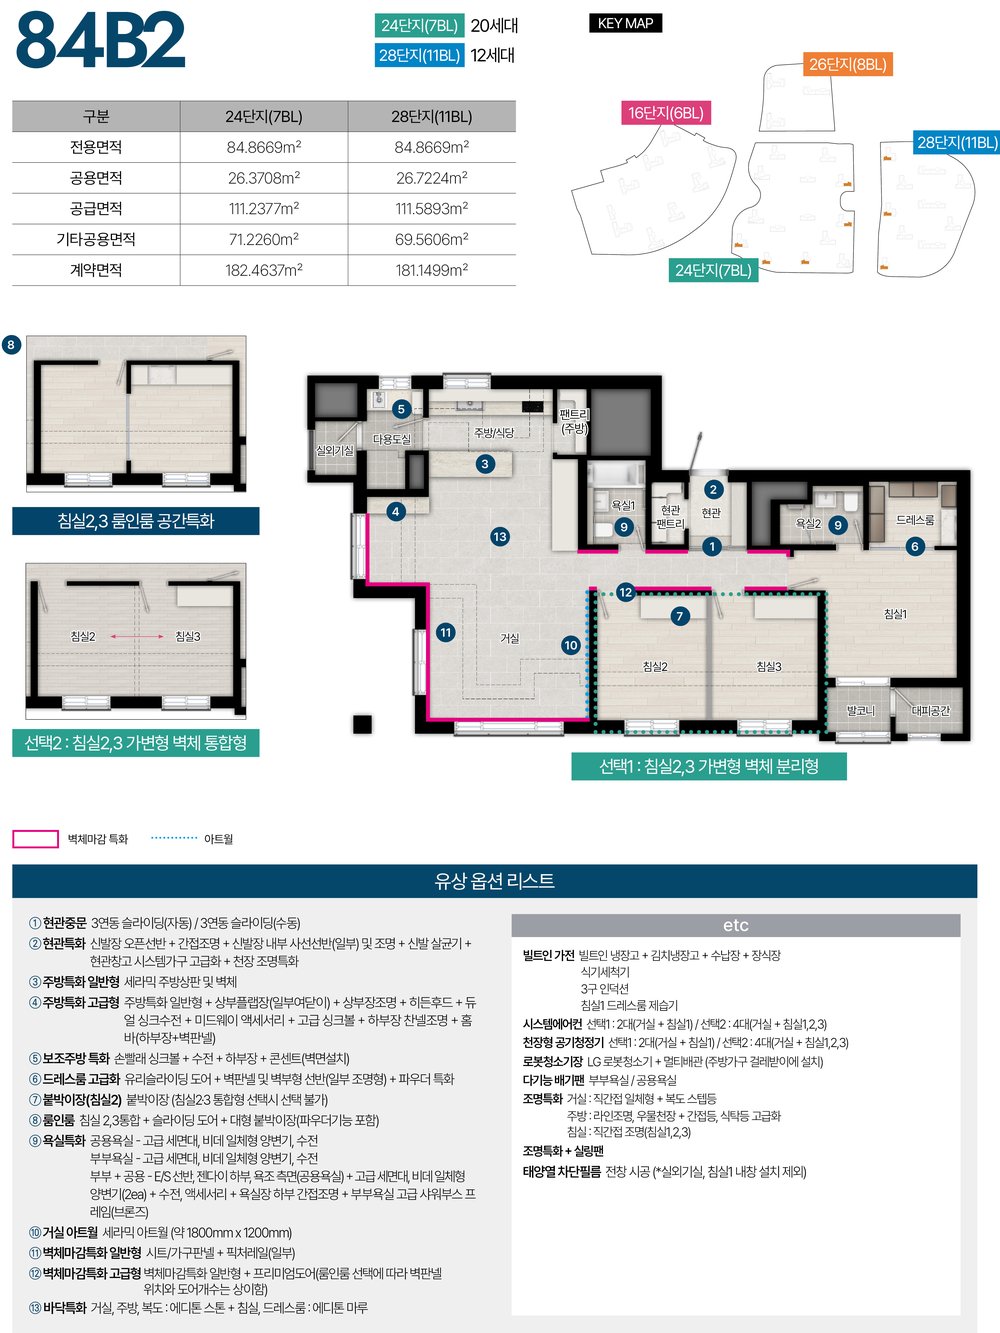 84B2
24단지(7BL) 20세대
28단지(11BL) 12세대
KEY MAP
26단지(8BL)
16단지(6BL)
28단지(11BL)
24단지(7BL)
구분 24단지(7BL) 28단지(11BL)
전용면적 84.8669m² 84.8669m²
공용면적 26.3708m² 26.7224m²
공급면적 111.2377m² 111.5893m²
기타공용면적 71.2260m² 69.5606m²
계약면적 182.4637m² 181.1499m²
8
침실2,3 룸인룸 공간특화
침실2 침실3
선택2 : 침실2,3 가변형 벽체 통합형
실외기실
다용도실
5
주방/식당
팬트리
(주방)
3
4
13
욕실1
9
현관
팬트리
2
현관
1
욕실2
9
드레스룸
6
12
11
거실
10
7
침실2
침실3
침실1
발코니
대피공간
선택1 : 침실2,3 가변형 벽체 분리형
벽체마감 특화
아트월
유상 옵션 리스트
① 현관중문 3연동 슬라이딩(자동) / 3연동 슬라이딩(수동)
② 현관특화 신발장 오픈선반 + 간접조명 + 신발장 내부 사선선반(일부) 및 조명 + 신발 살균기 +
현관창고 시스템가구 고급화 + 천장 조명특화
③ 주방특화 일반형 세라믹 주방상판 및 벽체
④ 주방특화 고급형 주방특화 일반형 + 상부플랩장(일부여닫이) + 상부장조명 + 히든후드 + 듀
얼 싱크수전 + 미드웨이 액세서리 + 고급 싱크볼 + 하부장 찬넬조명 + 홈
바(하부장+벽판넬)
⑤ 보조주방 특화 손빨래 싱크볼 + 수전 + 하부장 + 콘센트(벽면설치)
⑥ 드레스룸 고급화 유리슬라이딩 도어 + 벽판넬 및 벽부형 선반(일부 조명형) + 파우더 특화
⑦ 붙박이장(침실2) 붙박이장 (침실2·3 통합형 선택시 선택 불가)
⑧ 룸인룸 침실 2,3통합 + 슬라이딩 도어 + 대형 붙박이장(파우더기능 포함)
⑨ 욕실특화 공용욕실 - 고급 세면대, 비데 일체형 양변기, 수전
부부욕실 - 고급 세면대, 비데 일체형 양변기, 수전
부부 + 공용 - E/S 선반, 젠다이 하부, 욕조 측면(공용욕실) + 고급 세면대, 비데 일체형
양변기(2ea) + 수전, 액세서리 + 욕실장 하부 간접조명 + 부부욕실 고급 샤워부스 프
레임(브론즈)
⑩ 거실 아트월 세라믹 아트월 (약 1800mm x 1200mm)
⑪ 벽체마감특화 일반형 시트/가구판넬 + 픽처레일(일부)
⑫ 벽체마감특화 고급형 벽체마감특화 일반형 + 프리미엄도어(룸인룸 선택에 따라 벽판넬
위치와 도어개수는 상이함)
⑬ 바닥특화 거실, 주방, 복도 : 에디톤 스톤 + 침실, 드레스룸 : 에디톤 마루
etc
빌트인 가전 빌트인 냉장고 + 김치냉장고 + 수납장 + 장식장
식기세척기
3구 인덕션
침실1 드레스룸 제습기
시스템에어컨 선택1 : 2대(거실 + 침실1) / 선택2 : 4대(거실 + 침실1,2,3)
천장형 공기청정기 선택1 : 2대(거실 + 침실1) / 선택2 : 4대(거실 + 침실1,2,3)
로봇청소기장 LG 로봇청소기 + 멀티배관 (주방가구 걸레받이에 설치)
다기능 배기팬 부부욕실 / 공용욕실
조명특화 거실 : 직간접 일체형 + 복도 스텝등
주방 : 라인조명, 우물천장 + 간접등, 식탁등 고급화
침실 : 직간접 조명(침실1,2,3)
조명특화 + 실링팬
태양열 차단필름 전창 시공 (*실외기실, 침실1 내창 설치 제외)